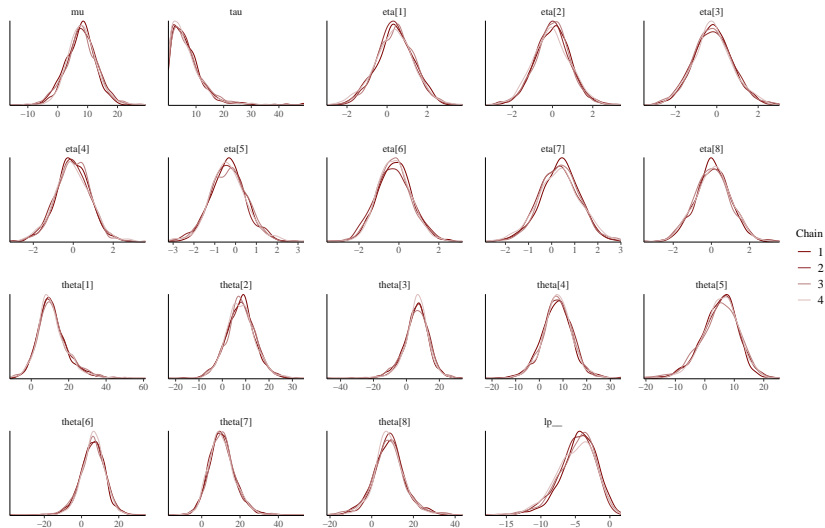 mu tau eta[1] eta[2] eta[3]
−10 0 10 20 10 20 30 40 −2 0 2 −2 0 2 −2 0 2
eta[4] eta[5] eta[6] eta[7] eta[8]
−2 0 2 −3 −2 −1 0 1 2 3 −2 0 2 −2 −1 0 1 2 3 −2 0 2
Chain
1
2
3
4
theta[1] theta[2] theta[3] theta[4] theta[5]
0 20 40 60 −20 −10 0 10 20 30 −40 −20 0 20 −20 −10 0 10 20 30 −20 −10 0 10 20
theta[6] theta[7] theta[8] lp__
−20 0 20 0 20 40 −20 0 20 40 −15 −10 −5 0